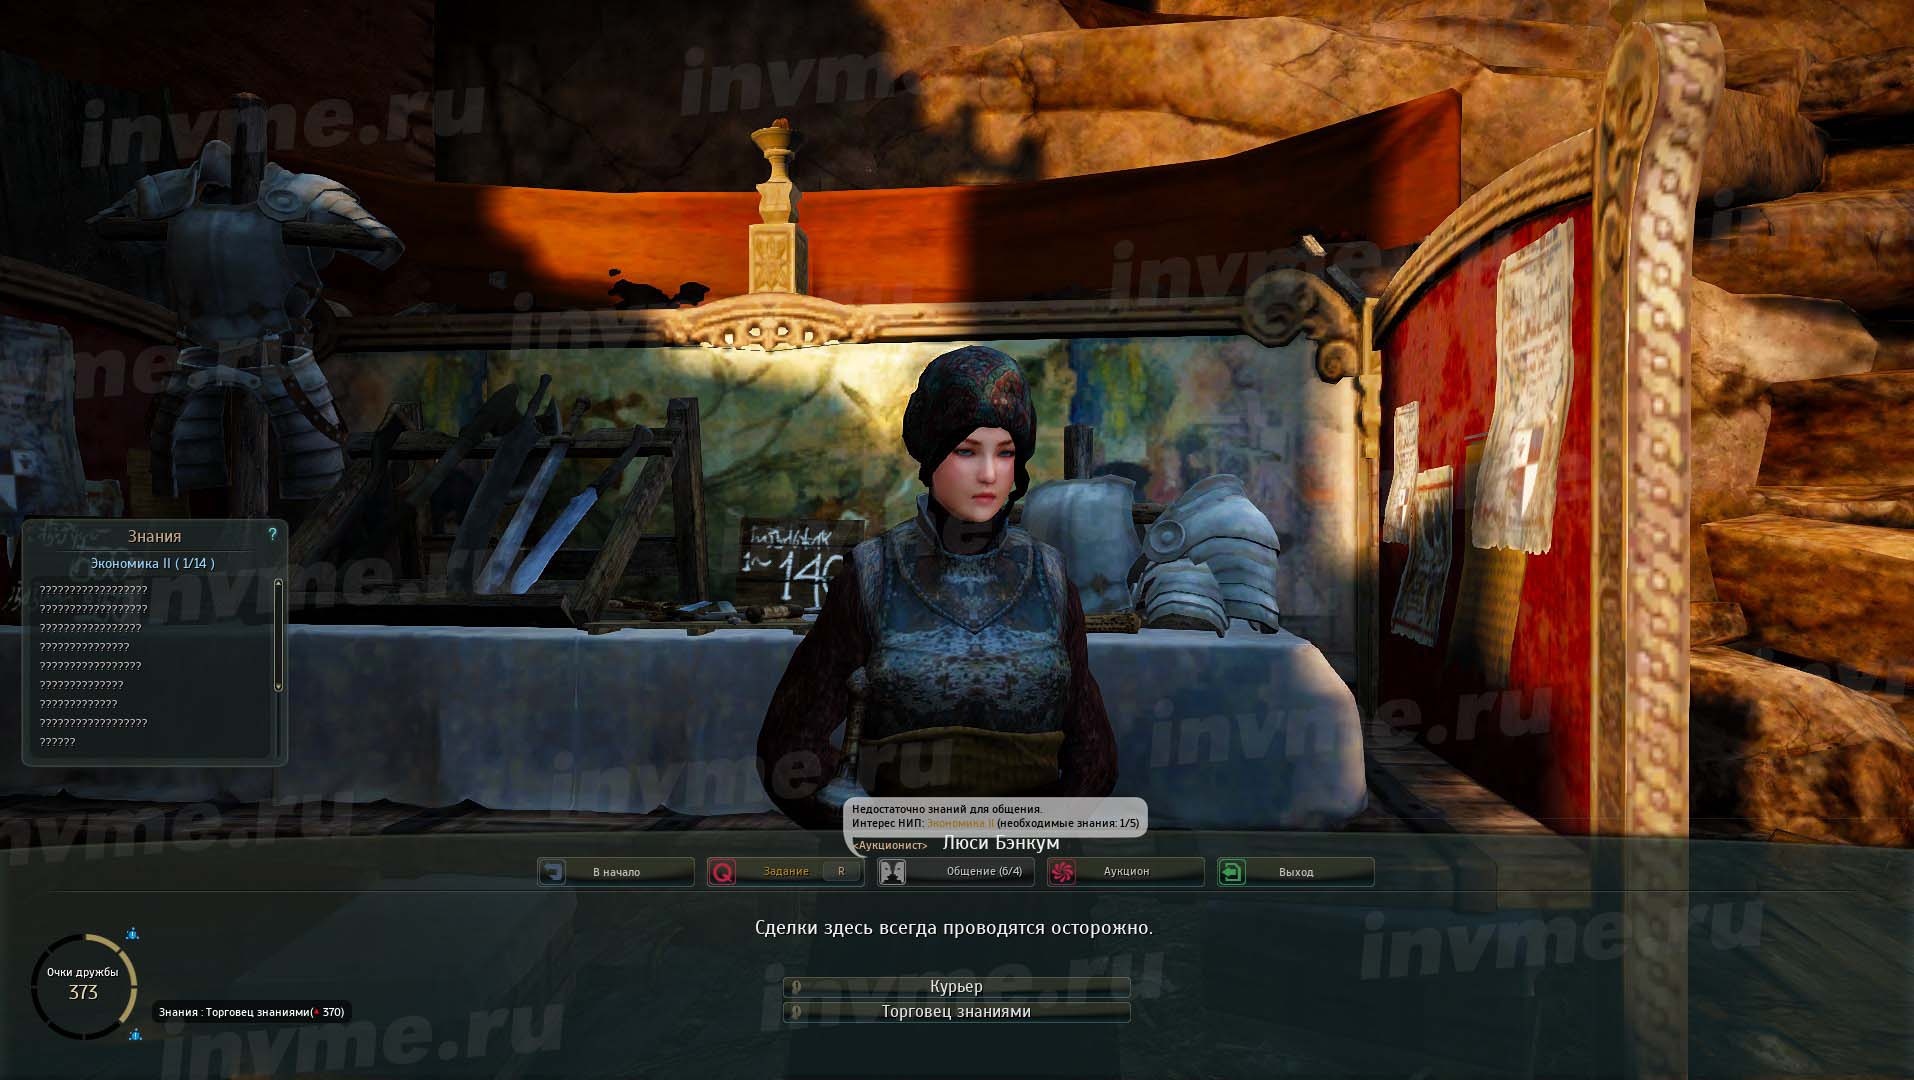 invme.ru
Знания
?
Экономика II ( 1/14 )
??????????????????
??????????????????
?????????????????
???????????????
?????????????????
??????????????
?????????????
??????????????????
??????
~140
Недостаточно знаний для общения.
Интерес НИП: Экономика II (необходимые знания: 1/5)
<Аукционист> Люси Бэнкум
В начало
Задание R
Общение (6/4)
Аукцион
Выход
Сделки здесь всегда проводятся осторожно.
Курьер
Торговец знаниями
Очки дружбы
373
Знания : Торговец знаниями( 370)